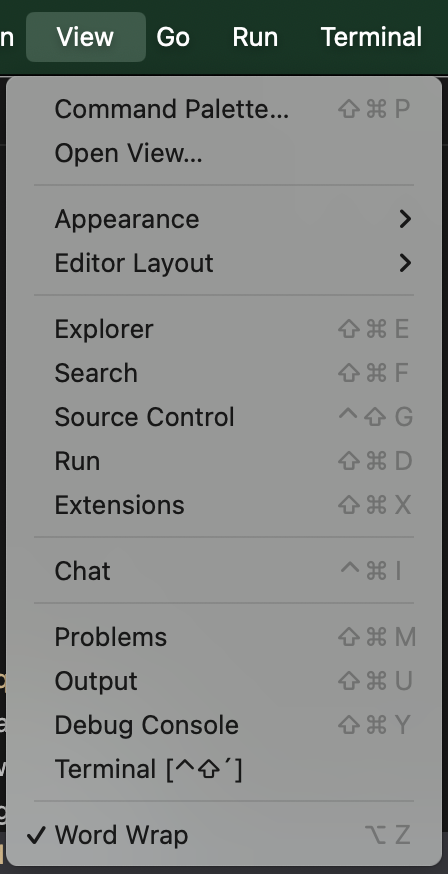 n View Go Run Terminal
Command Palette... ⇧⌘P
Open View...
Appearance
Editor Layout
Explorer ⇧⌘E
Search ⇧⌘F
Source Control ^⇧G
Run ⇧⌘D
Extensions ⇧⌘X
Chat ^⌘I
Problems ⇧⌘M
Output ⇧⌘U
Debug Console ⇧⌘Y
Terminal [^⇧´]
✓ Word Wrap ⌥Z